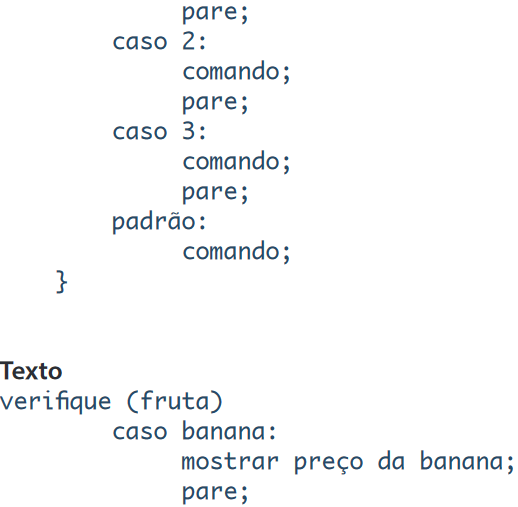 pare;
caso 2:
comando;
pare;
caso 3:
comando;
pare;
padrão:
comando;
}
Texto
verifique (fruta)
caso banana:
mostrar preço da banana;
pare;